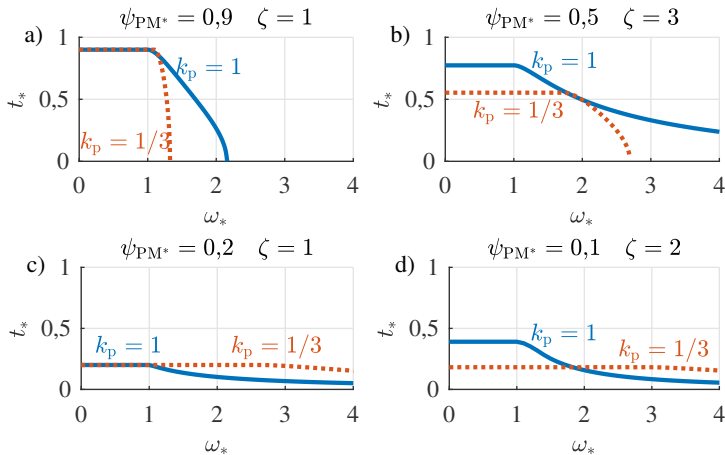 ψPM* = 0,9 ζ = 1
a)
1
0,5
0
t*
kp = 1
kp = 1/3
0 1 2 3 4
ω*
ψPM* = 0,5 ζ = 3
b)
1
0,5
0
t*
kp = 1
kp = 1/3
0 1 2 3 4
ω*
ψPM* = 0,2 ζ = 1
c)
1
0,5
0
t*
kp = 1
kp = 1/3
0 1 2 3 4
ω*
ψPM* = 0,1 ζ = 2
d)
1
0,5
0
t*
kp = 1
kp = 1/3
0 1 2 3 4
ω*